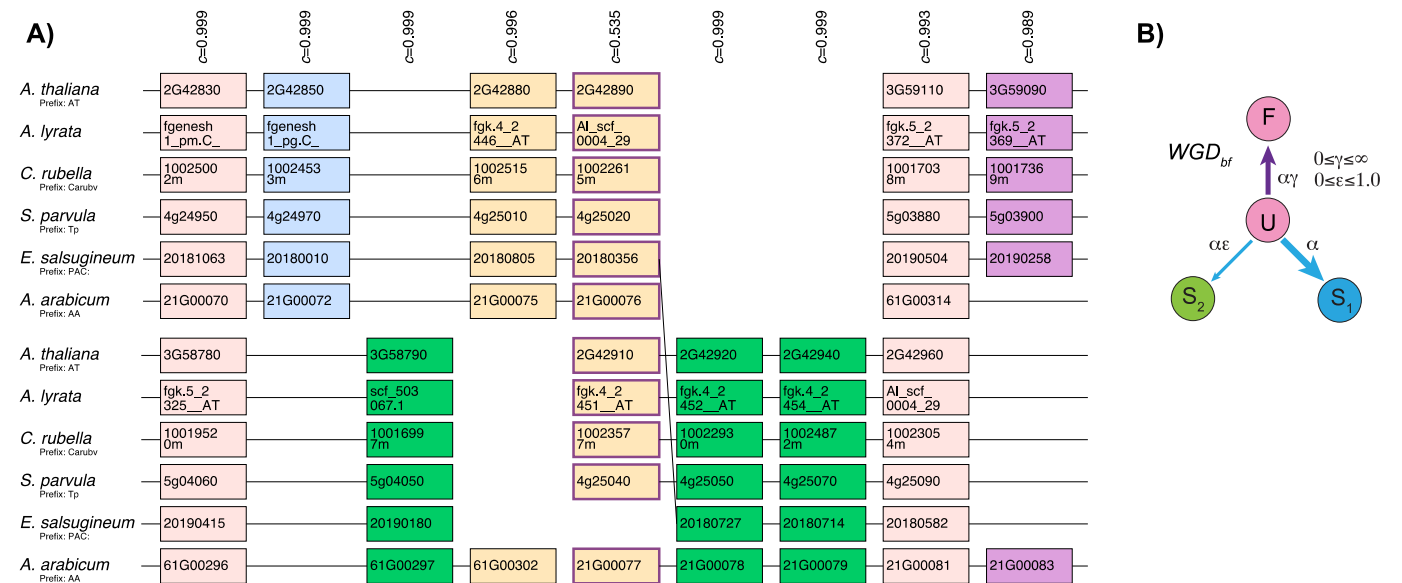 A)
c=0.999
c=0.999
c=0.999
c=0.996
c=0.535
c=0.999
c=0.999
c=0.993
c=0.989
A. thaliana
Prefix: AT
2G42830
2G42850
2G42880
2G42890
3G59110
3G59090
A. lyrata
fgenesh
1_pm.C_
fgenesh
1_pg.C_
fgk.4_2
446__AT
Al_scf_
0004_29
fgk.5_2
372__AT
fgk.5_2
369__AT
C. rubella
Prefix: Carubv
1002500
2m
1002453
3m
1002515
6m
1002261
5m
1001703
8m
1001736
9m
S. parvula
Prefix: Tp
4g24950
4g24970
4g25010
4g25020
5g03880
5g03900
E. salsugineum
Prefix: PAC:
20181063
20180010
20180805
20180356
20190504
20190258
A. arabicum
Prefix: AA
21G00070
21G00072
21G00075
21G00076
61G00314
A. thaliana
Prefix: AT
3G58780
3G58790
2G42910
2G42920
2G42940
2G42960
A. lyrata
fgk.5_2
325__AT
scf_503
067.1
fgk.4_2
451__AT
fgk.4_2
452__AT
fgk.4_2
454__AT
Al_scf_
0004_29
C. rubella
Prefix: Carubv
1001952
0m
1001699
7m
1002357
7m
1002293
0m
1002487
2m
1002305
4m
S. parvula
Prefix: Tp
5g04060
5g04050
4g25040
4g25050
4g25070
4g25090
E. salsugineum
Prefix: PAC:
20190415
20190180
20180727
20180714
20180582
A. arabicum
Prefix: AA
61G00296
61G00297
61G00302
21G00077
21G00078
21G00079
21G00081
21G00083
B)
F
WGDbf
0≤γ≤∞
αγ
0≤ε≤1.0
U
αε
α
S2
S1